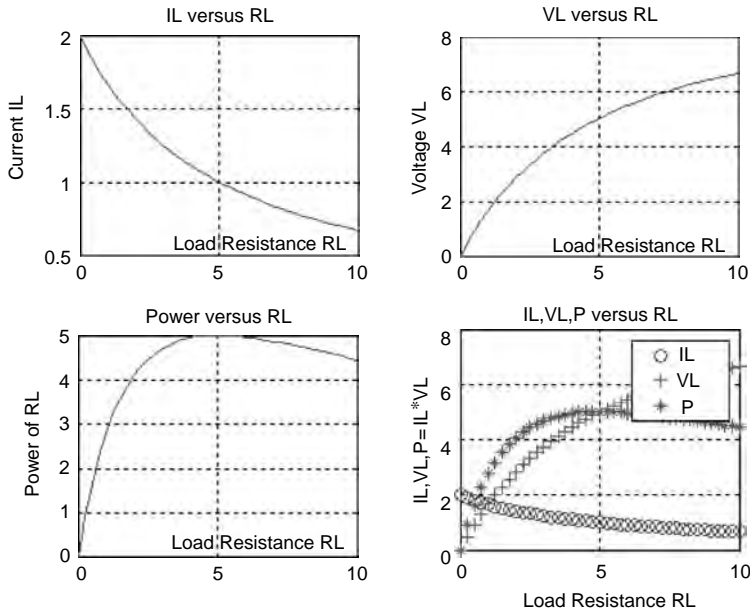 IL versus RL
2
1.5
1
0.5
0
5
10
Current IL
Load Resistance RL
VL versus RL
8
6
4
2
0
0
5
10
Voltage VL
Load Resistance RL
Power versus RL
5
4
3
2
1
0
0
5
10
Power of RL
Load Resistance RL
IL,VL,P versus RL
8
6
4
2
0
0
5
10
IL,VL,P=IL*VL
IL
VL
P
Load Resistance RL